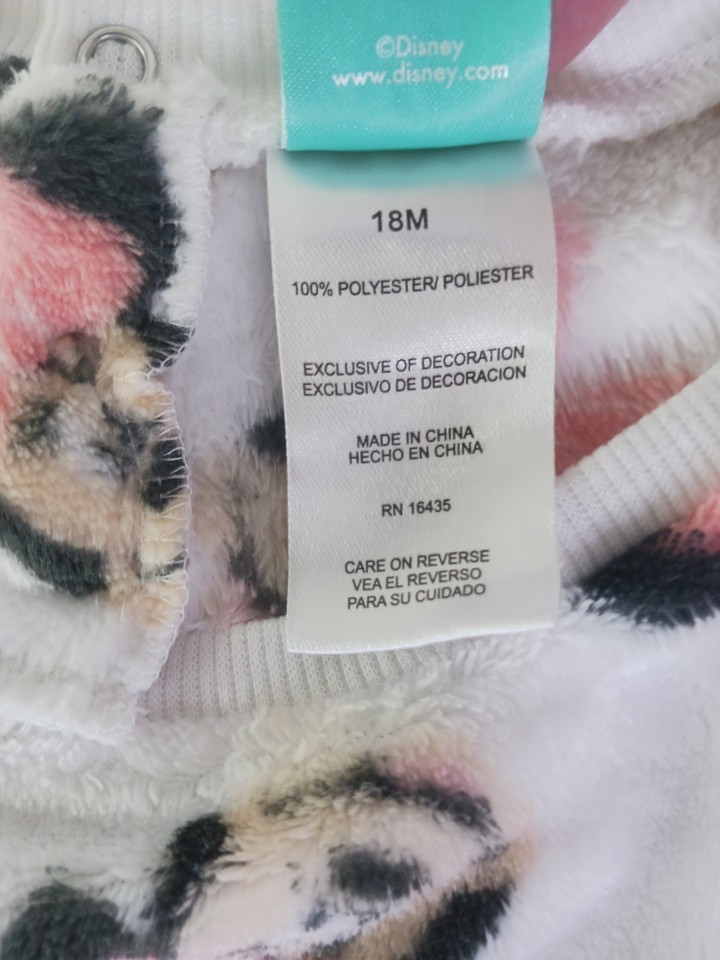 ©Disney
www.disney.com
18M
100% POLYESTER/ POLIESTER
EXCLUSIVE OF DECORATION
EXCLUSIVO DE DECORACION
MADE IN CHINA
HECHO EN CHINA
RN 16435
CARE ON REVERSE
VEA EL REVERSO
PARA SU CUIDADO